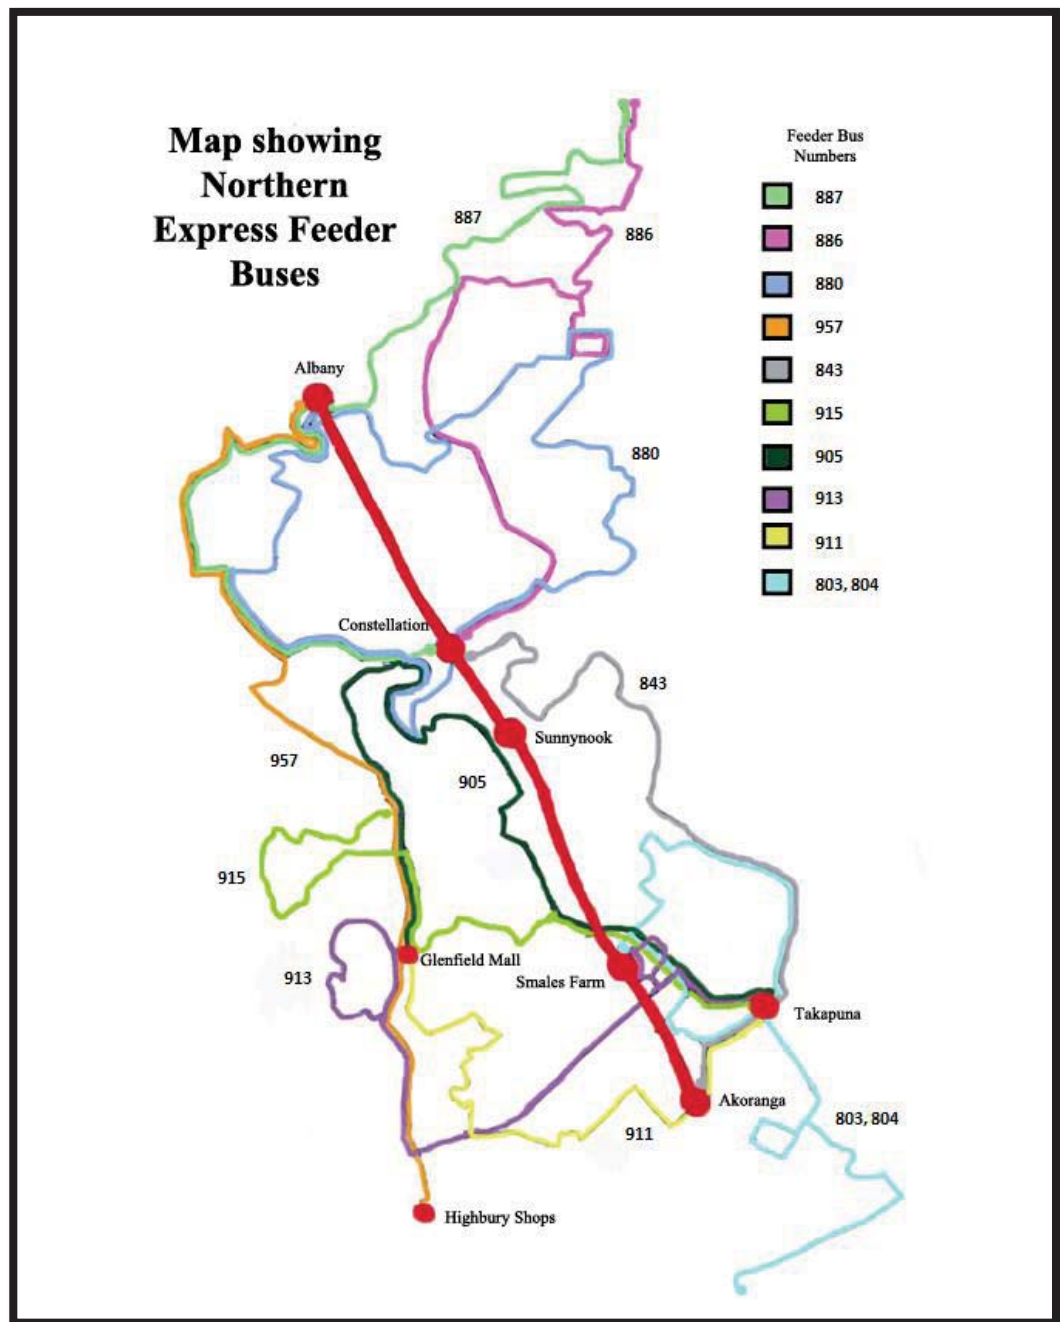 Map showing
Northern
Express Feeder
Buses
Feeder Bus
Numbers
887
886
880
957
843
915
905
913
911
803, 804
887
886
Albany
880
Constellation
843
Sunnynook
957
905
915
Glenfield Mall
913
Smales Farm
Takapuna
Akoranga
803, 804
911
Highbury Shops